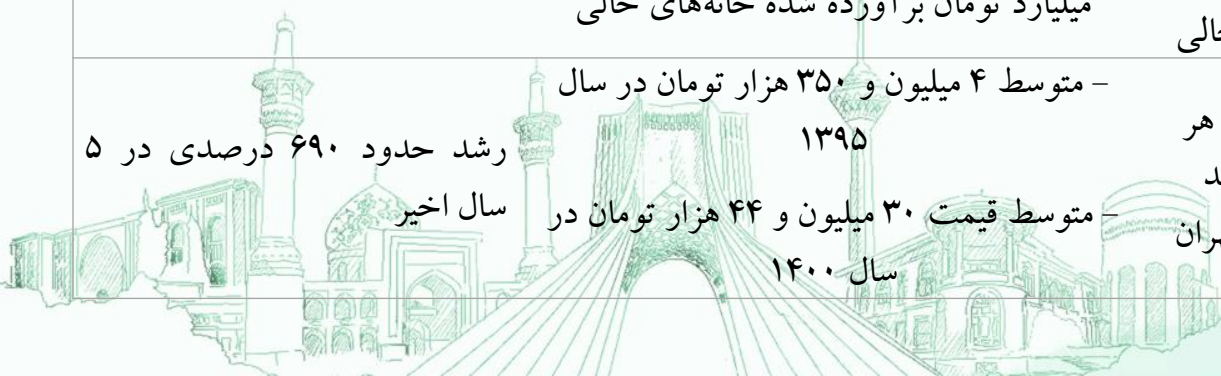 میلیارد تومان برآورده شده خانه‌های خالی
هر
– متوسط ۴ میلیون و ۳۵۰ هزار تومان در سال
۱۳۹۵
– متوسط قیمت ۳۰ میلیون و ۴۴ هزار تومان در
سال ۱۴۰۰
رشد حدود ۶۹۰ درصدی در ۵
سال اخیر